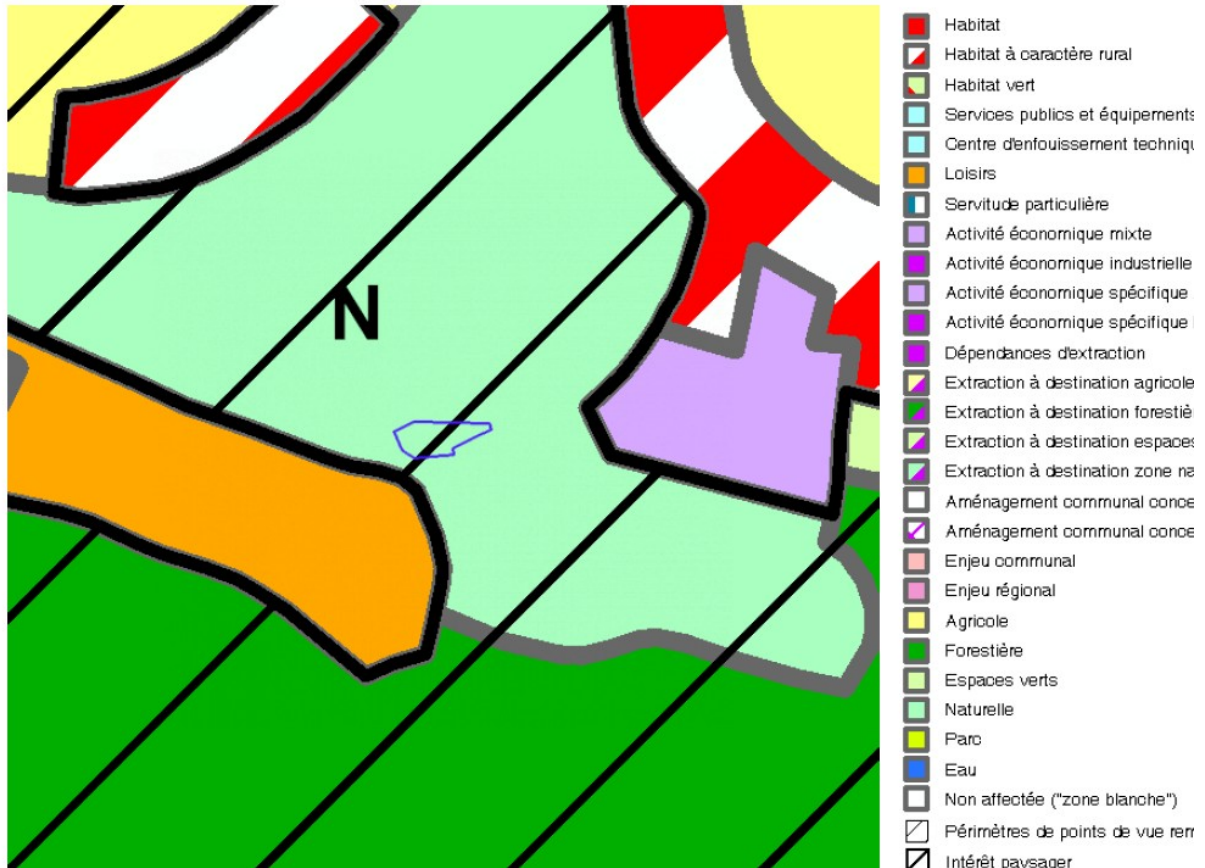 N
Habitat
Habitat à caractère rural
Habitat vert
Services publics et équipements
Centre d'enfouissement techniqu
Loisirs
Servitude particulière
Activité économique mixte
Activité économique industrielle
Activité économique spécifique
Activité économique spécifique
Dépendances d'extraction
Extraction à destination agricole
Extraction à destination forestièr
Extraction à destination espaces
Extraction à destination zone na
Aménagement communal conce
Aménagement communal conce
Enjeu communal
Enjeu régional
Agricole
Forestière
Espaces verts
Naturelle
Parc
Eau
Non affectée ("zone blanche")
Périmètres de points de vue rem
Intérêt paysager